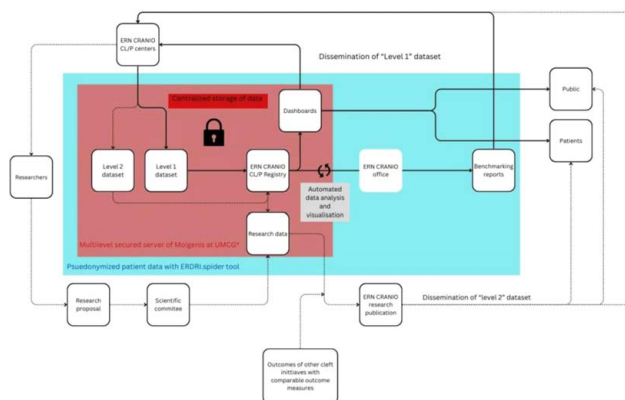 ERN CRANIO
CL/P centers
Dissemination of "Level 1" dataset
Centralized storage of data
Dashboards
Public
Patients
Researchers
Level 2
dataset
Level 1
dataset
ERN CRANIO
CL/P Registry
ERN CRANIO
office
Benchmarking
reports
Automated
data analysis
and
visualisation
Research data
Multilevel secured server of Molgenis at UMCG*
Psuedonymized patient data with ERDRI.spider tool
Research
proposal
Scientific
commitee
ERN CRANIO
research
publication
Dissemination of "level 2" dataset
Outcomes of other cleft
inittiaves with
comparable outcome
measures